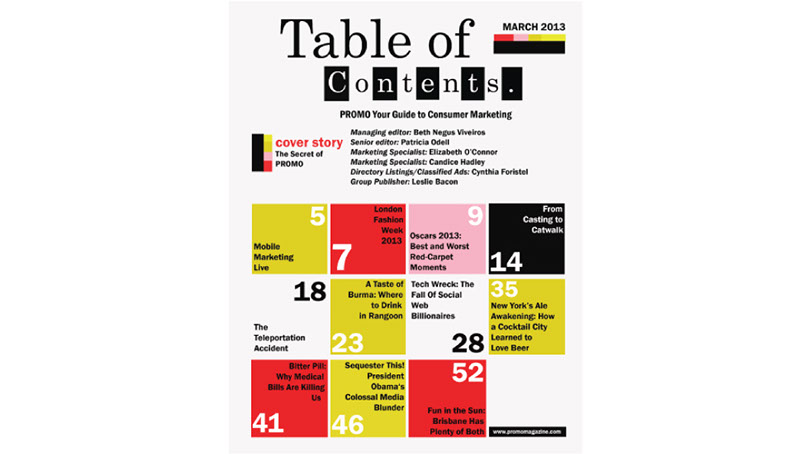 MARCH 2013
Table of
Contents.
PROMO Your Guide to Consumer Marketing
cover story
The Secret of
PROMO
Managing editor: Beth Negus Viveiros
Senior editor: Patricia Odell
Marketing Specialist: Elizabeth O'Connor
Marketing Specialist: Candice Hadley
Directory Listings/Classified Ads: Cynthia Foristel
Group Publisher: Leslie Bacon
5
Mobile
Marketing
Live
London
Fashion
Week
2013
7
9
Oscars 2013:
Best and Worst
Red-Carpet
Moments
From
Casting to
Catwalk
14
18
The
Teleportation
Accident
A Taste of
Burma: Where
to Drink
in Rangoon
23
Tech Wreck: The
Fall Of Social
Web
Billionaires
28
35
New York's Ale
Awakening: How
a Cocktail City
Learned to
Love Beer
Bitter Pill:
Why Medical
Bills Are Killing
Us
41
Sequester This!
President
Obama's
Colossal Media
Blunder
46
52
Fun in the Sun:
Brisbane Has
Plenty of Both
www.promomagazine.com